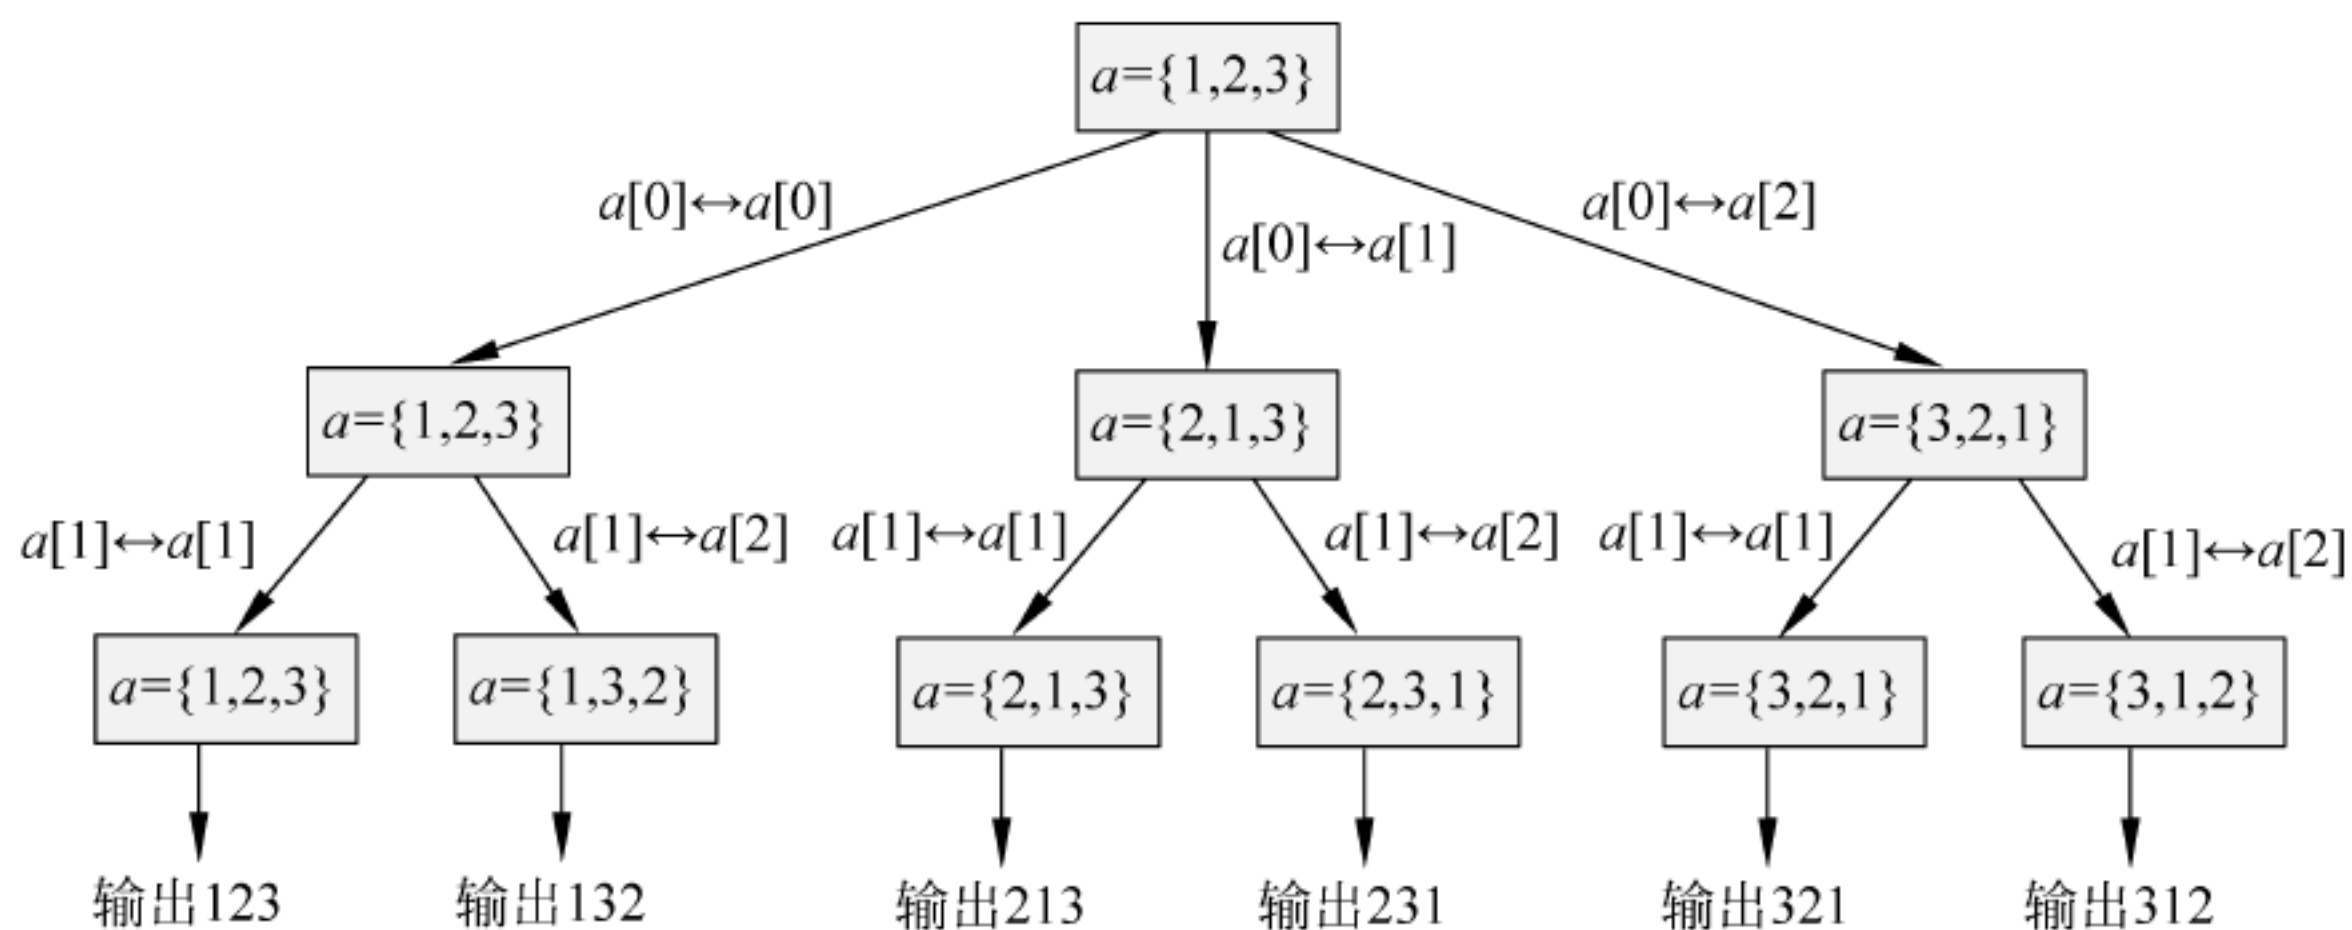 a={1,2,3}
a[0]↔a[0]
a[0]↔a[1]
a[0]↔a[2]
a={1,2,3}
a={2,1,3}
a={3,2,1}
a[1]↔a[1]
a[1]↔a[2]
a[1]↔a[1]
a[1]↔a[2]
a[1]↔a[1]
a[1]↔a[2]
a={1,2,3}
a={1,3,2}
a={2,1,3}
a={2,3,1}
a={3,2,1}
a={3,1,2}
输出123
输出132
输出213
输出231
输出321
输出312